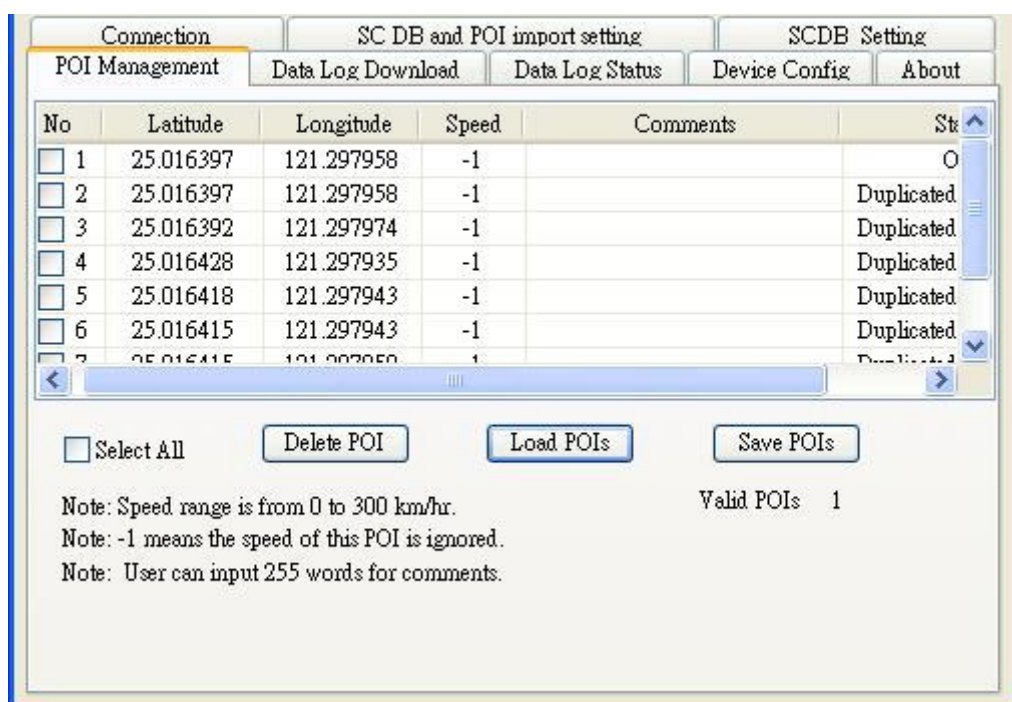 Connection SC DB and POI import setting SCDB Setting
POI Management Data Log Download Data Log Status Device Config About
No Latitude Longitude Speed Comments
1 25.016397 121.297958 -1 O
2 25.016397 121.297958 -1 Duplicated
3 25.016392 121.297974 -1 Duplicated
4 25.016428 121.297935 -1 Duplicated
5 25.016418 121.297943 -1 Duplicated
6 25.016415 121.297943 -1 Duplicated
Select All Delete POI Load POIs Save POIs
Note: Speed range is from 0 to 300 km/hr. Valid POIs 1
Note: -1 means the speed of this POI is ignored.
Note: User can input 255 words for comments.